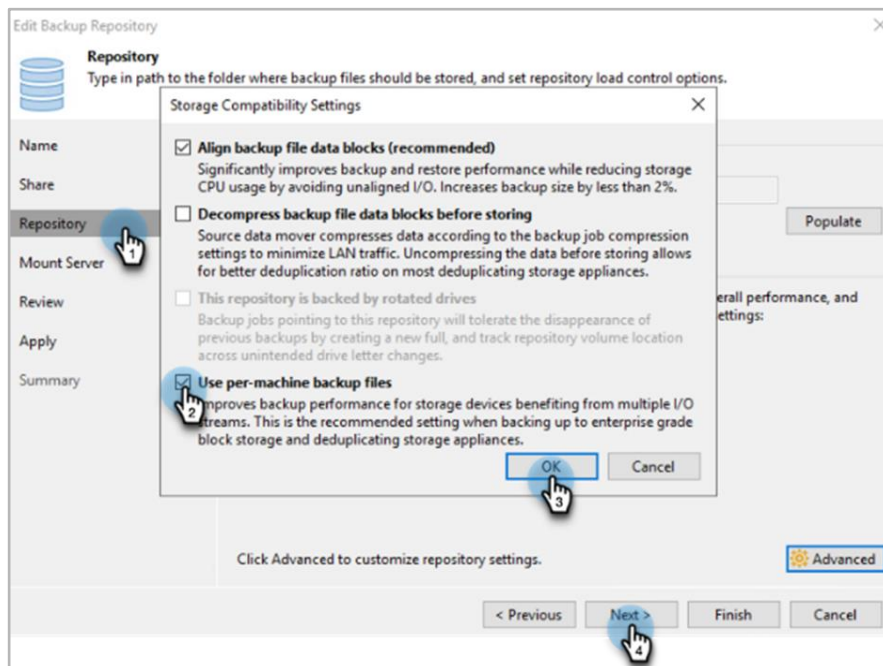 Edit Backup Repository
Repository
Type in path to the folder where backup files should be stored, and set repository load control options.
Storage Compatibility Settings
Name
Share
Repository
Mount Server
Review
Apply
Summary
Align backup file data blocks (recommended)
Significantly improves backup and restore performance while reducing storage
CPU usage by avoiding unaligned I/O. Increases backup size by less than 2%.
Decompress backup file data blocks before storing
Source data mover compresses data according to the backup job compression
settings to minimize LAN traffic. Uncompressing the data before storing allows
for better deduplication ratio on most deduplicating storage appliances.
This repository is backed by rotated drives
Backup jobs pointing to this repository will tolerate the disappearance of
previous backups by creating a new full, and track repository volume location
across unintended drive letter changes.
Use per-machine backup files
mproves backup performance for storage devices benefiting from multiple I/O
streams. This is the recommended setting when backing up to enterprise grade
block storage and deduplicating storage appliances.
OK
Cancel
Populate
erall performance, and
ettings:
1
2
3
Click Advanced to customize repository settings.
Advanced
< Previous
Next >
Finish
Cancel
4